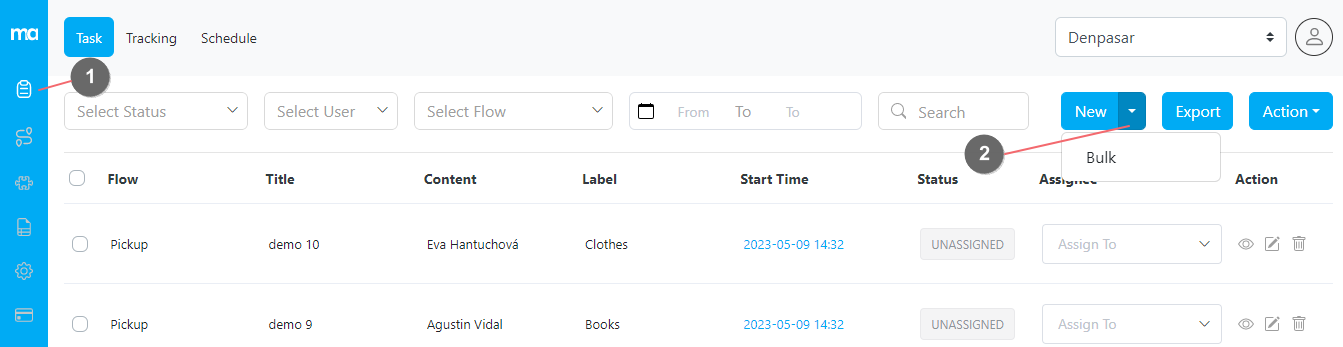 ma Task Tracking Schedule Denpasar
1
Select Status Select User Select Flow From To To Search New Export Action
2
Bulk
Flow Title Content Label Start Time Status Assignee Action
Pickup demo 10 Eva Hantuchová Clothes 2023-05-09 14:32 UNASSIGNED Assign To
Pickup demo 9 Agustin Vidal Books 2023-05-09 14:32 UNASSIGNED Assign To